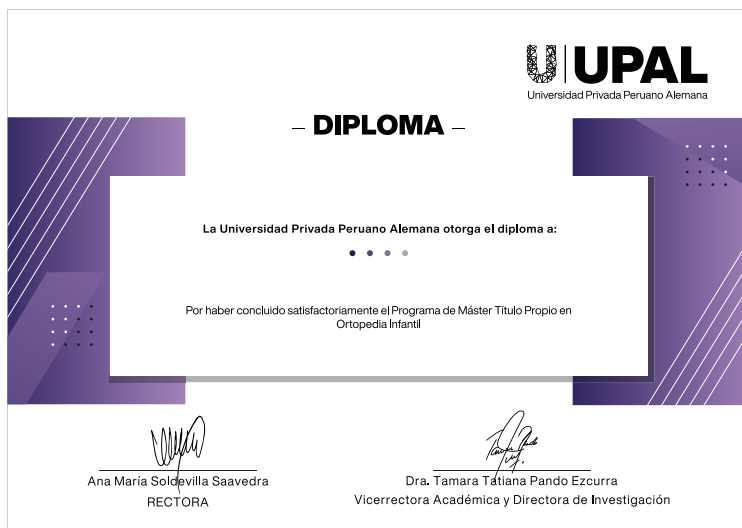 UPAL
Universidad Privada Peruano Alemana
– DIPLOMA –
La Universidad Privada Peruano Alemana otorga el diploma a:
Por haber concluido satisfactoriamente el Programa de Máster Título Propio en
Ortopedia Infantil
Ana María Soldevilla Saavedra
RECTORA
Dra. Tamara Tatiana Pando Ezcurra
Vicerrectora Académica y Directora de Investigación